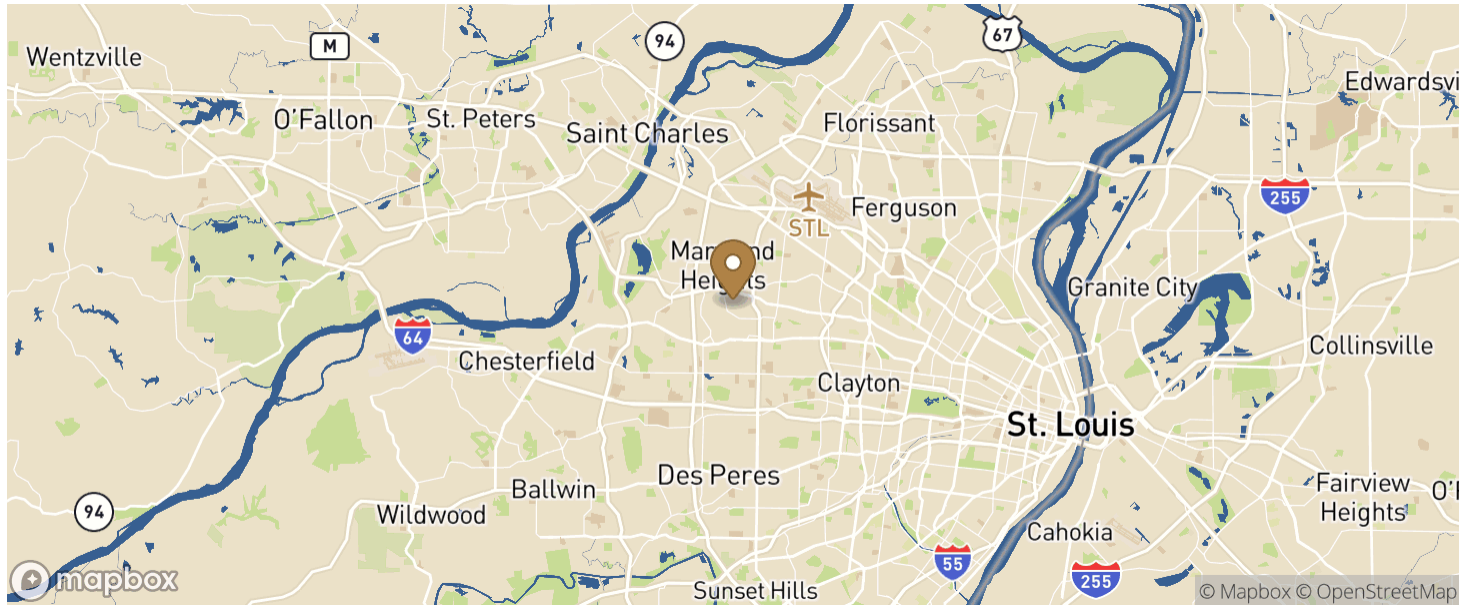 67
94
M
Wentzville
Edwardsvi
O'Fallon
St. Peters
Florissant
Saint Charles
255
Ferguson
STL
Heights
Granite City
64
Collinsville
Chesterfield
Clayton
St. Louis
Des Peres
Ballwin
Fairview
Heights
O'F
94
Wildwood
Cahokia
55
255
Sunset Hills
mapbox
© Mapbox © OpenStreetMap